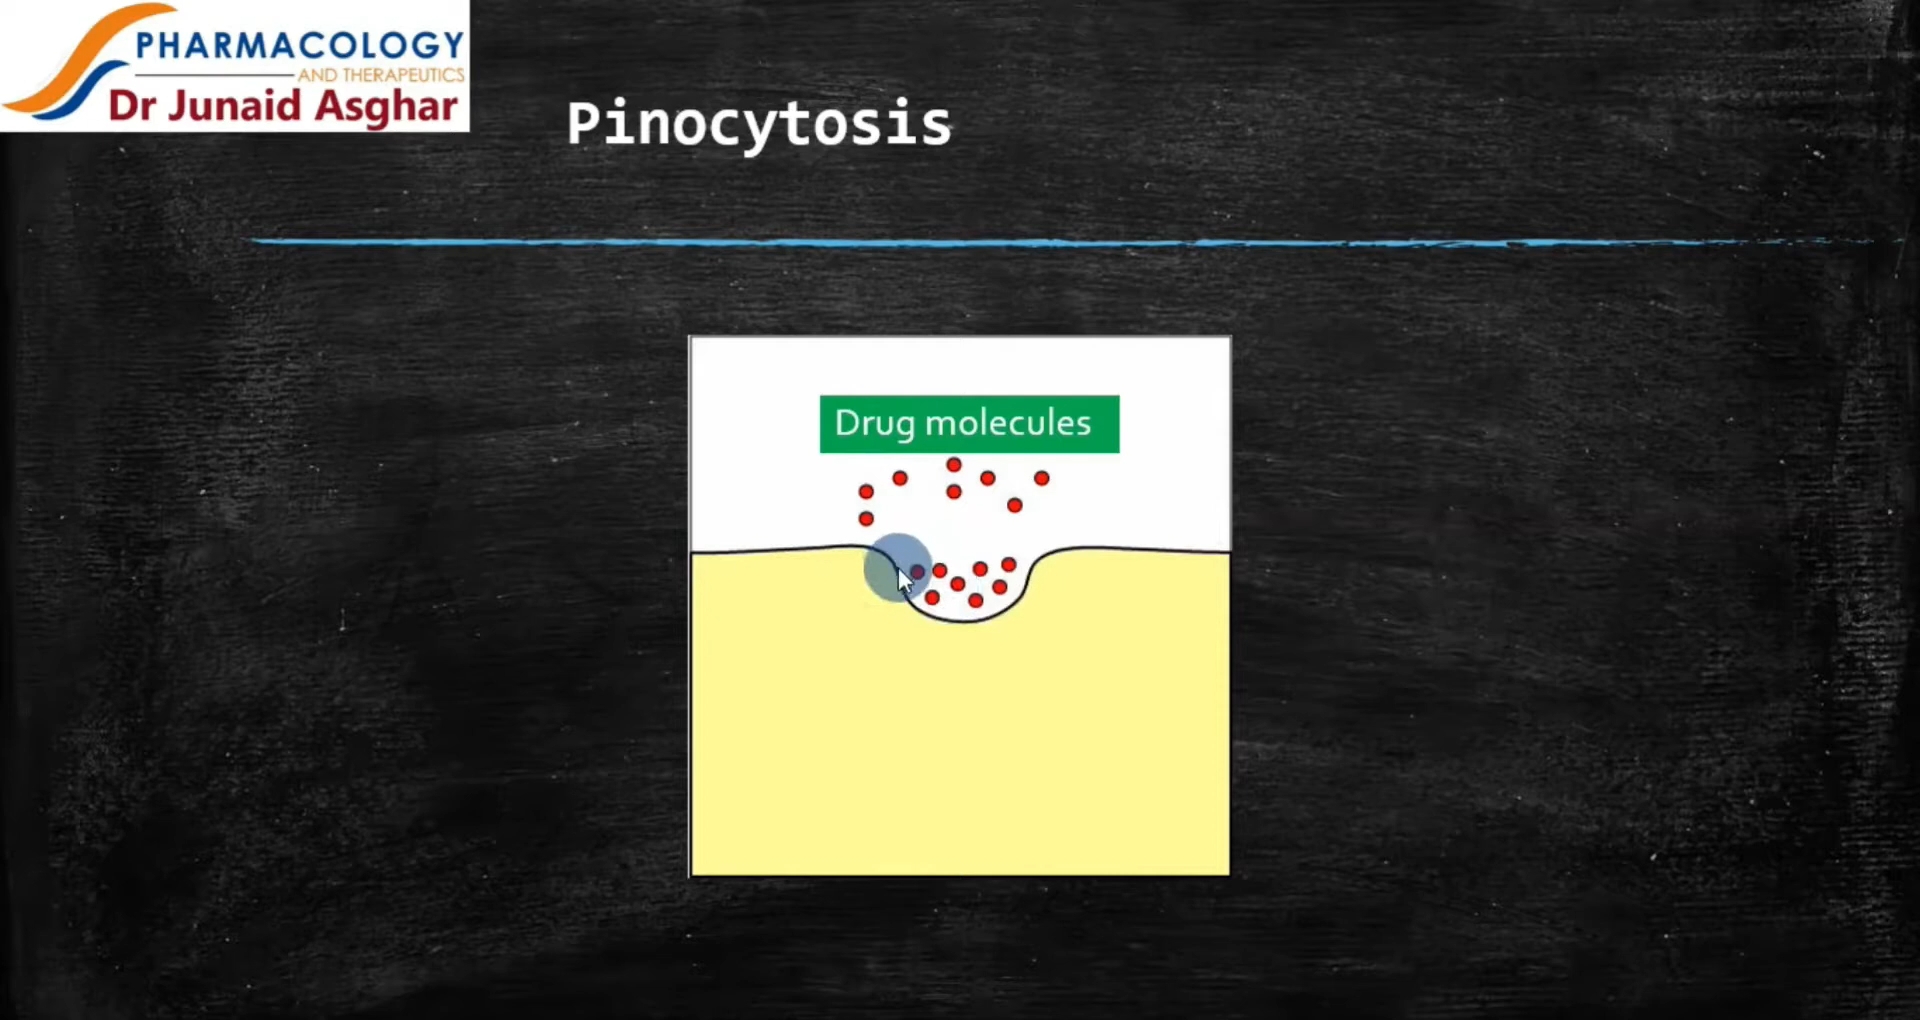 PHARMACOLOGY
AND THERAPEUTICS
Dr Junaid Asghar
Pinocytosis
Drug molecules